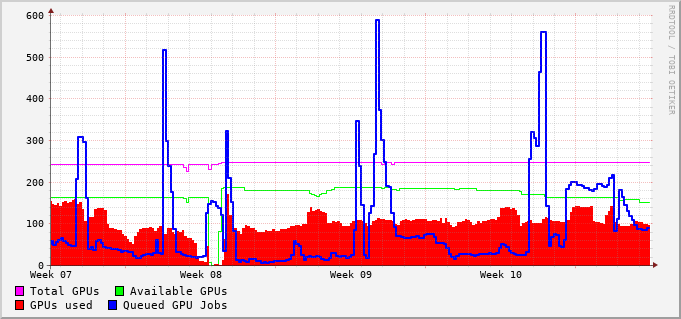 600
500
400
300
200
100
0
Week 07 Week 08 Week 09 Week 10
Total GPUs Available GPUs
GPUs used Queued GPU Jobs
RRDTOOL / TOBI OETIKER